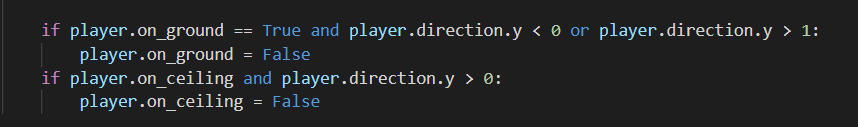 if player.on_ground == True and player.direction.y < 0 or player.direction.y > 1:
    player.on_ground = False
if player.on_ceiling and player.direction.y > 0:
    player.on_ceiling = False